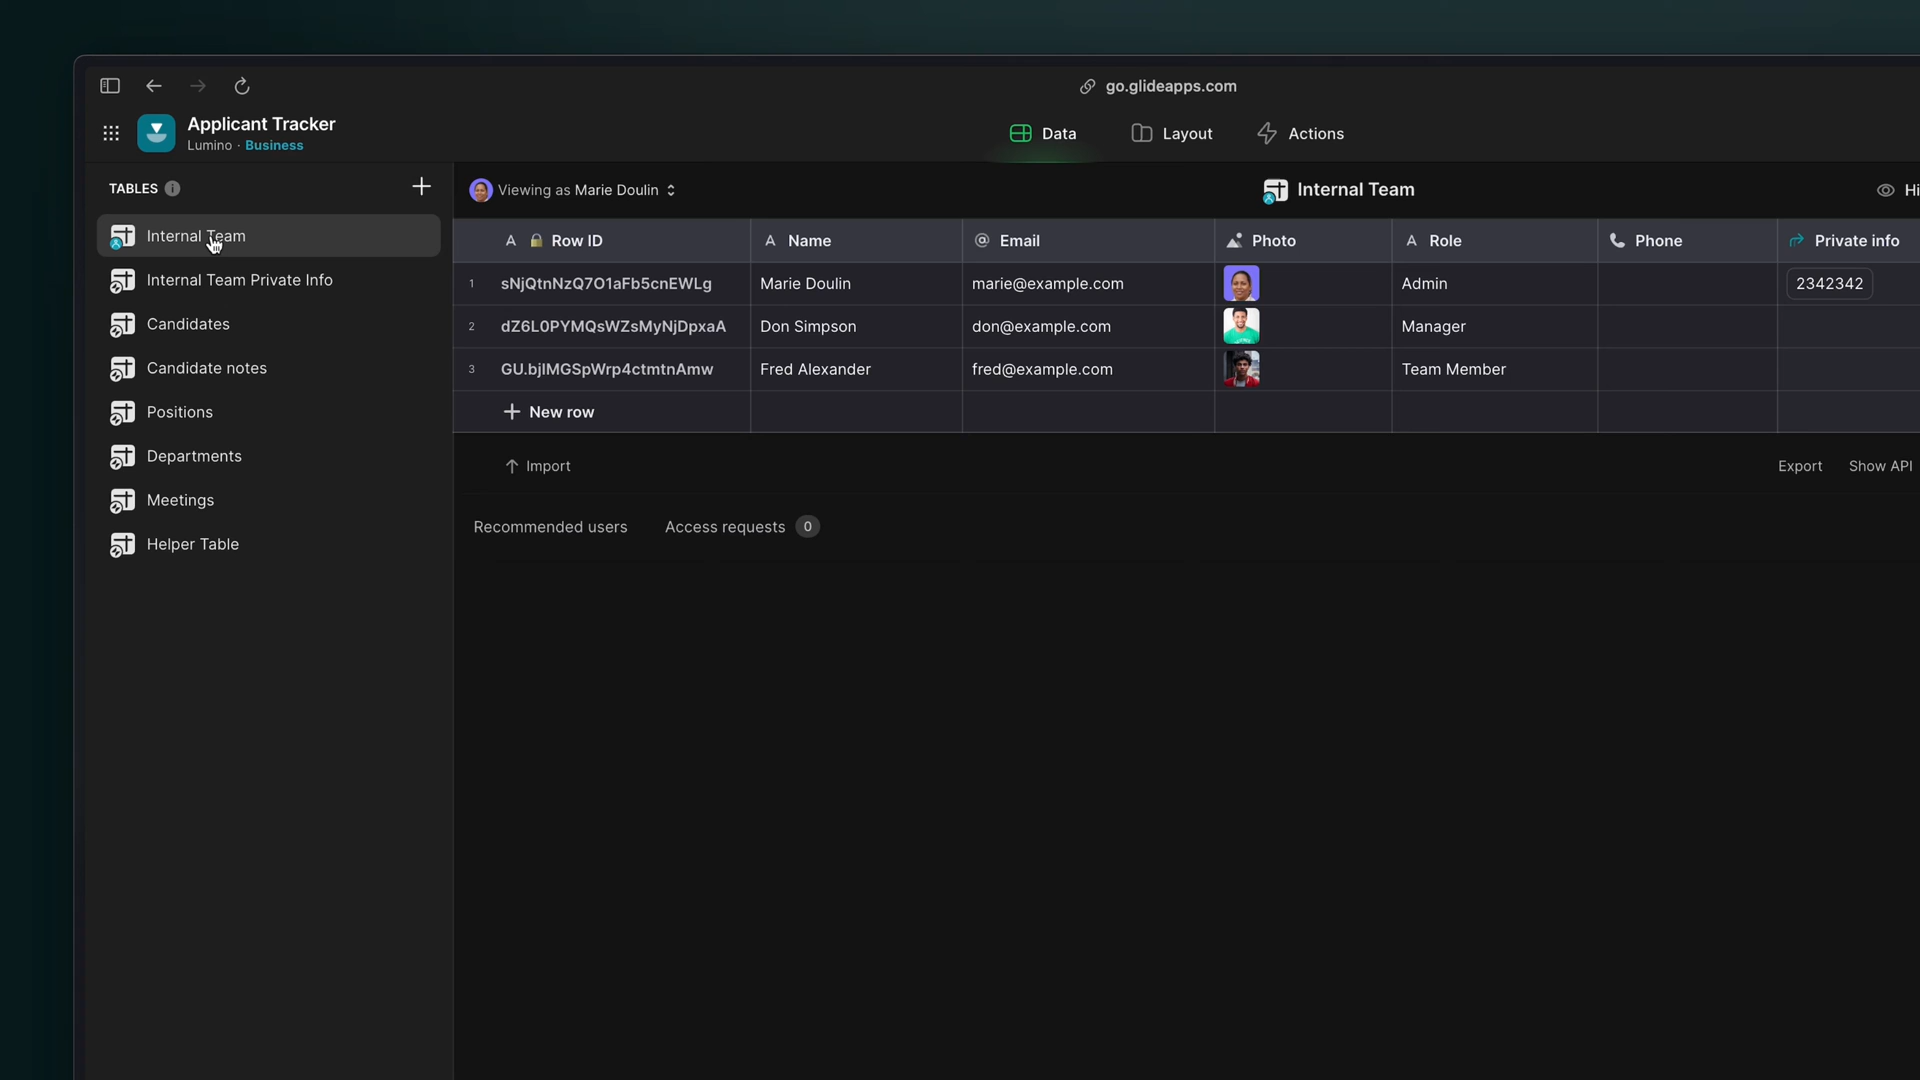 go.glideapps.com
Applicant Tracker
Lumino · Business
Data
Layout
Actions
TABLES
Internal Team
Internal Team Private Info
Candidates
Candidate notes
Positions
Departments
Meetings
Helper Table
Viewing as Marie Doulin
Internal Team
Row ID Name Email Photo Role Phone Private info
1 sNjQtnNzQ7O1aFb5cnEWLg Marie Doulin marie@example.com Admin 2342342
2 dZ6L0PYMQsWZsMyNjDpxaA Don Simpson don@example.com Manager
3 GU.bjlMGSpWrp4ctmtnAmw Fred Alexander fred@example.com Team Member
New row
Import
Export
Show API
Recommended users
Access requests 0